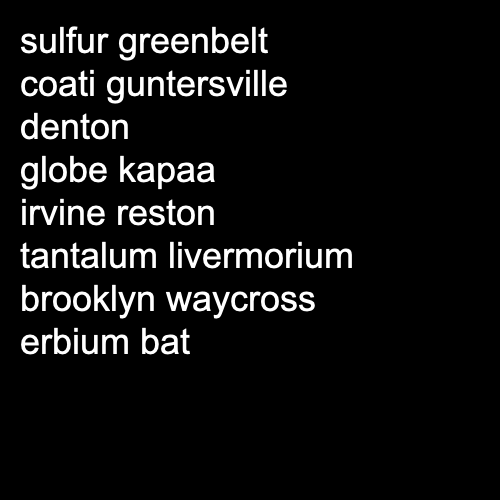 sulfur greenbelt
coati guntersville
denton
globe kapaa
irvine reston
tantalum livermorium
brooklyn waycross
erbium bat